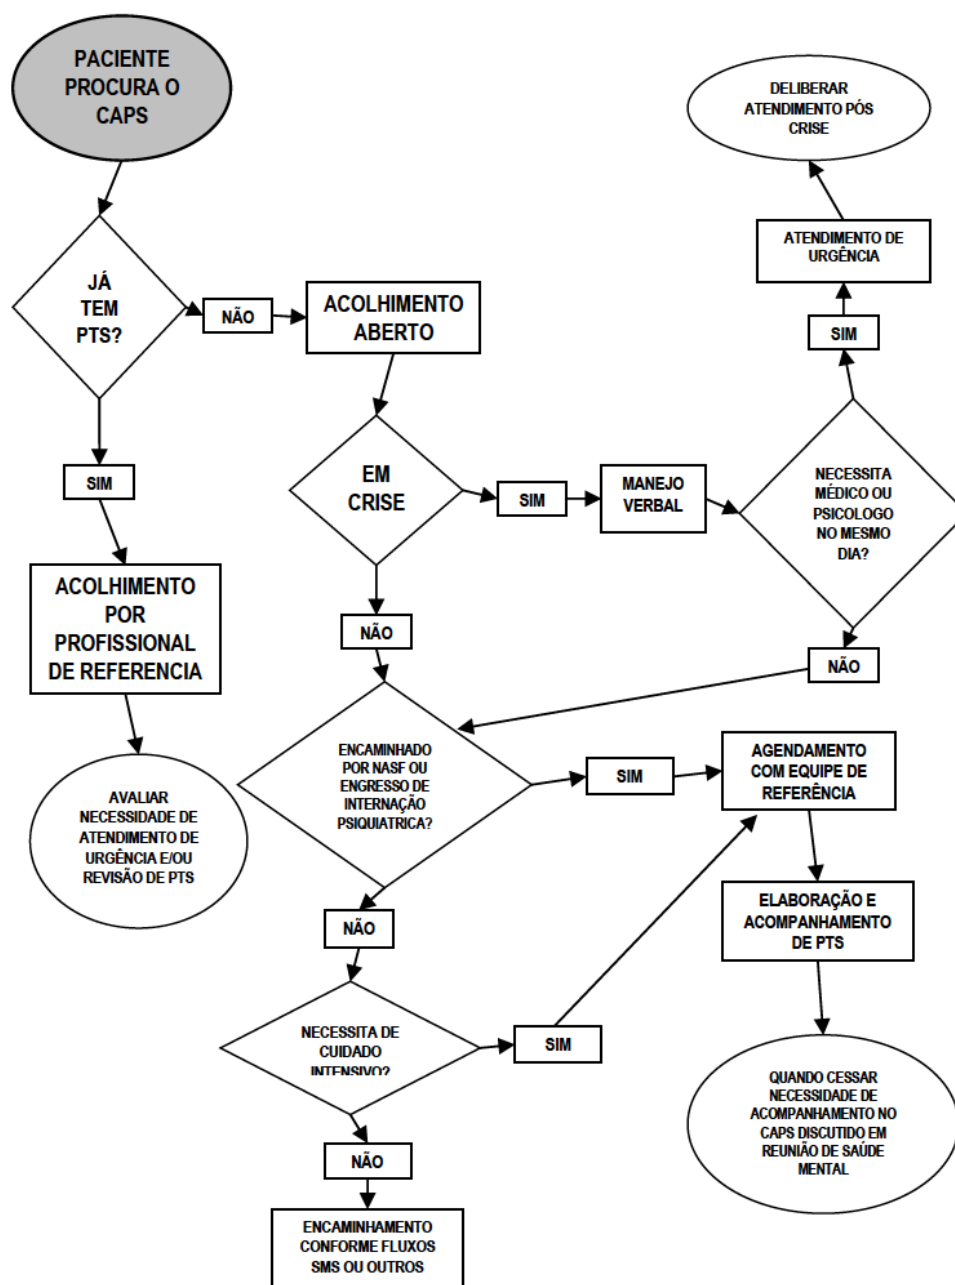 PACIENTE
PROCURA O
CAPS
DELIBERAR
ATENDIMENTO PÓS
CRISE
ATENDIMENTO DE
URGÊNCIA
JÁ
TEM
PTS?
NÃO
ACOLHIMENTO
ABERTO
SIM
EM
CRISE
SIM
MANEJO
VERBAL
NECESSITA
MÉDICO OU
PSICOLOGO
NO MESMO
DIA?
SIM
ACOLHIMENTO
POR
PROFISSIONAL
DE REFERENCIA
NÃO
NÃO
ENCAMINHADO
POR NASF OU
ENGRESSO DE
INTERNAÇÃO
PSIQUIATRICA?
SIM
AGENDAMENTO
COM EQUIPE DE
REFERÊNCIA
AVALIAR
NECESSIDADE DE
ATENDIMENTO DE
URGÊNCIA E/OU
REVISÃO DE PTS
NÃO
ELABORAÇÃO E
ACOMPANHAMENTO
DE PTS
NECESSITA DE
CUIDADO
INTENSIVO?
SIM
QUANDO CESSAR
NECESSIDADE DE
ACOMPANHAMENTO NO
CAPS DISCUTIDO EM
REUNIÃO DE SAÚDE
MENTAL
NÃO
ENCAMINHAMENTO
CONFORME FLUXOS
SMS OU OUTROS